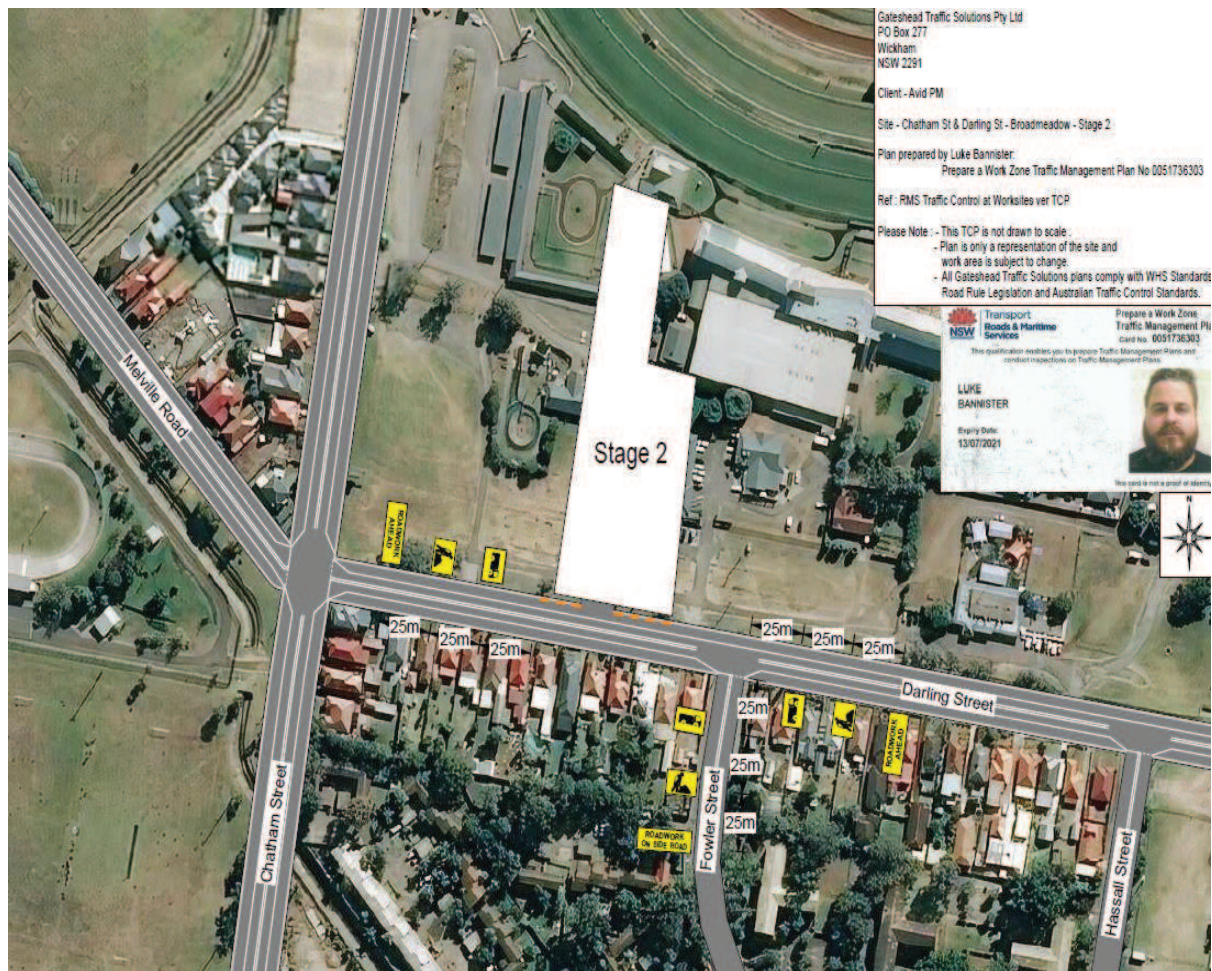 Gateshead Traffic Solutions Pty Ltd
PO Box 277
Wickham
NSW 2291
Client - Avid PM
Site - Chatham St & Darling St - Broadmeadow - Stage 2
Plan prepared by Luke Bannister:
Prepare a Work Zone Traffic Management Plan No 0051736303
Ref : RMS Traffic Control at Worksites ver TCP
Please Note : - This TCP is not drawn to scale .
- Plan is only a representation of the site and
work area is subject to change.
- All Gateshead Traffic Solutions plans comply with WHS Standards
Road Rule Legislation and Australian Traffic Control Standards.
NSW
Transport
Roads & Maritime
Services
Prepare a Work Zone
Traffic Management Pla
Card No. 0051736303
This qualification enables you to prepare Traffic Management Plans and
conduct inspections on Traffic Management Plans
LUKE
BANNISTER
Expiry Date:
13/07/2021
This card is not a proof of identity
N
Melville Road
Stage 2
ROADWORK
AHEAD
25m
25m
25m
25m
25m
25m
Darling Street
25m
25m
25m
ROADWORK
AHEAD
ROADWORK
ON SIDE ROAD
Chatham Street
Fowler Street
Hassall Street